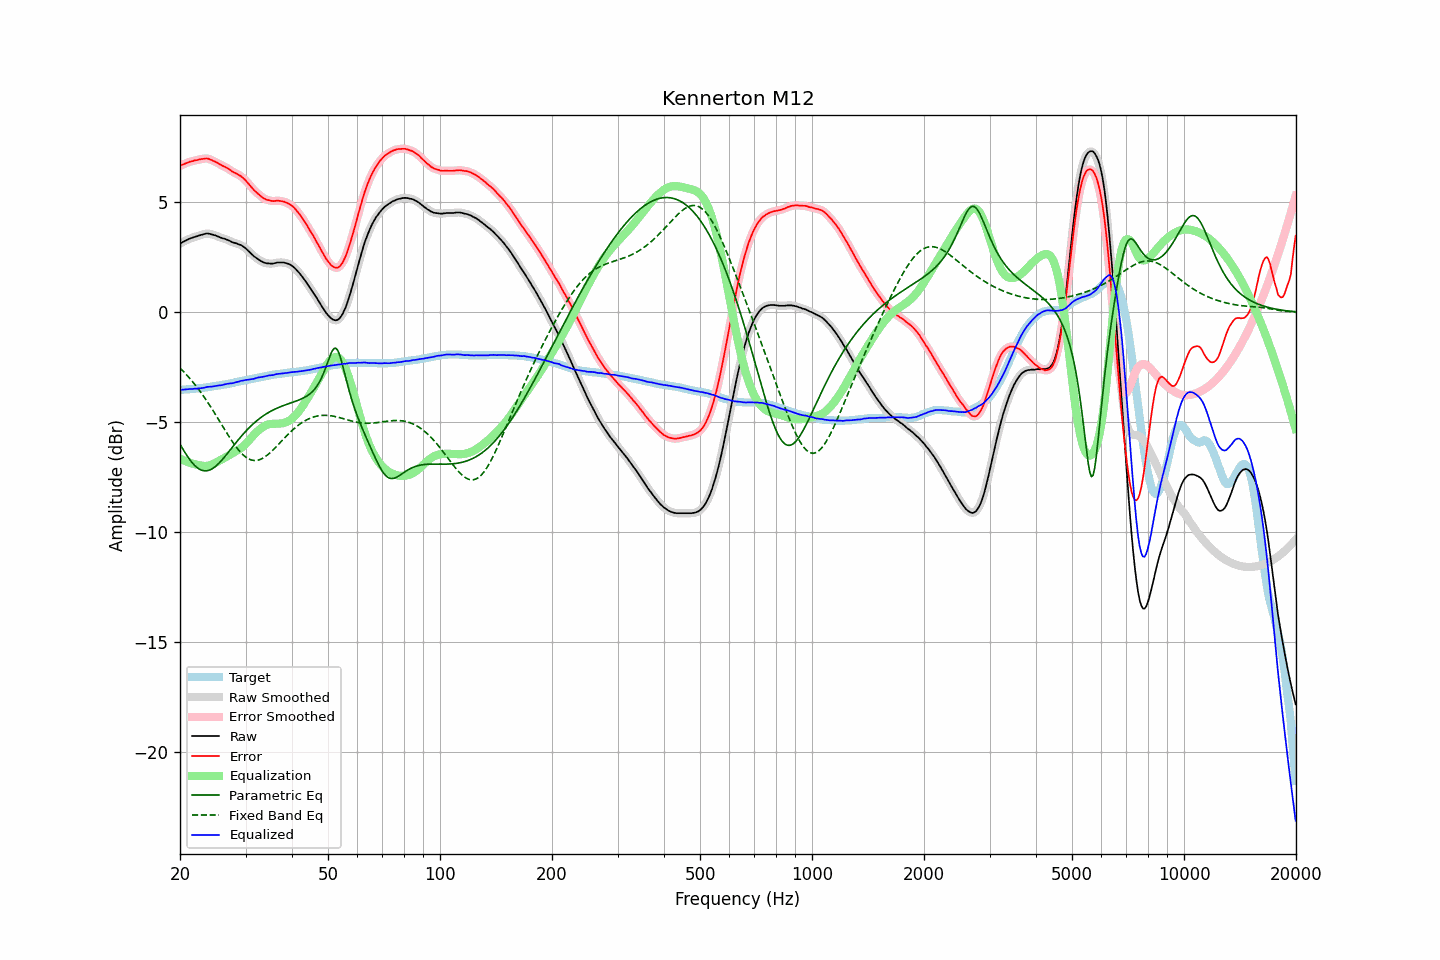 Kennerton M12
Amplitude (dBr)
5
0
−5
−10
−15
−20
Target
Raw Smoothed
Error Smoothed
Raw
Error
Equalization
Parametric Eq
Fixed Band Eq
Equalized
20 50 100 200 500 1000 2000 5000 10000 20000
Frequency (Hz)